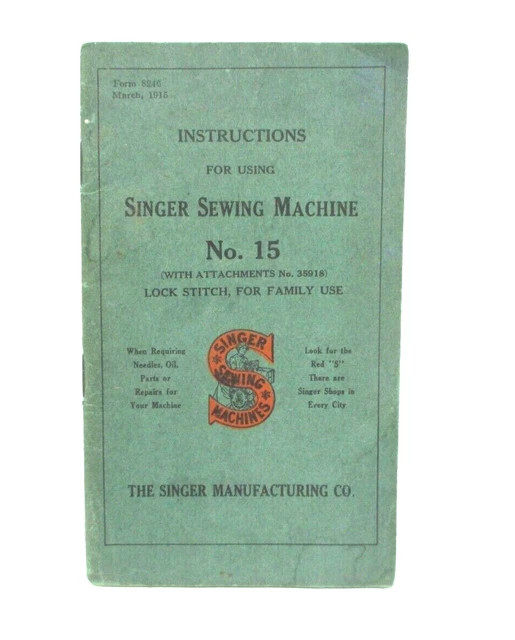 Form 8246
March, 1915
INSTRUCTIONS
FOR USING
SINGER SEWING MACHINE
No. 15
(WITH ATTACHMENTS No. 35916)
LOCK STITCH, FOR FAMILY USE
When Requiring
Needles, Oil,
Parts or
Repairs for
Your Machine
SINGER
SEWING
MACHINES
Look for the
Red "S"
There are
Singer Shops in
Every City
THE SINGER MANUFACTURING CO.